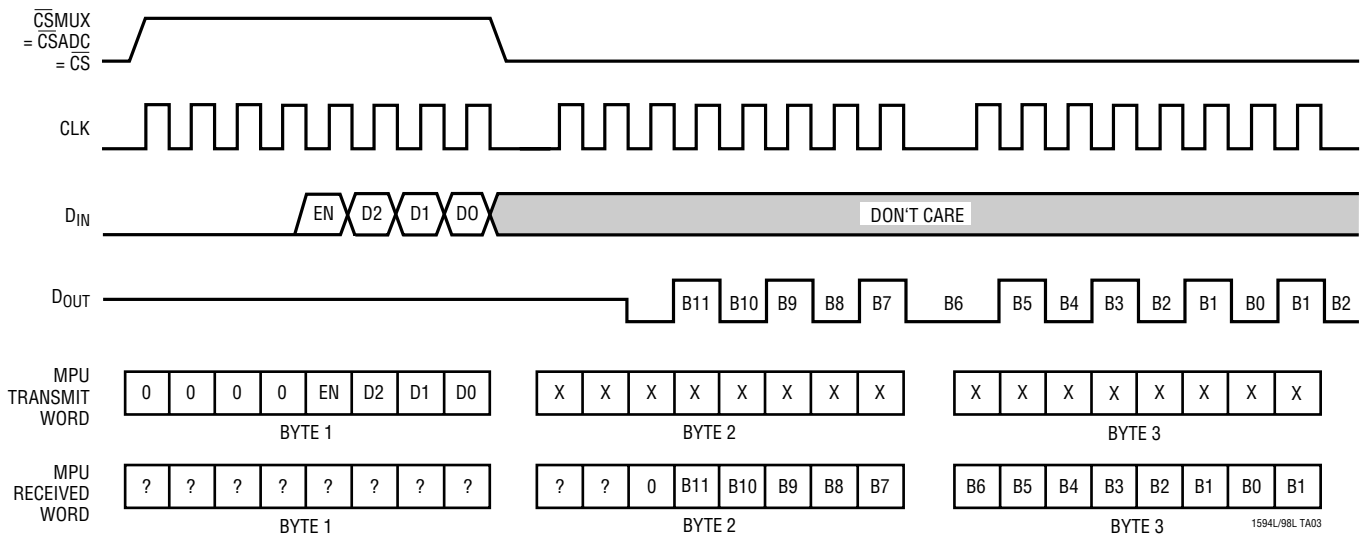 CSMUX
= CSADC
= CS
CLK
DIN
EN D2 D1 DO
DON'T CARE
DOUT
B11 B10 B9 B8 B7 B6 B5 B4 B3 B2 B1 B0 B1 B2
MPU
TRANSMIT
WORD
0 0 0 0 EN D2 D1 D0
X X X X X X X X
X X X X X X X X
BYTE 1
BYTE 2
BYTE 3
MPU
RECEIVED
WORD
? ? ? ? ? ? ? ?
? ? 0 B11 B10 B9 B8 B7
B6 B5 B4 B3 B2 B1 B0 B1
BYTE 1
BYTE 2
BYTE 3
1594L/98L TA03